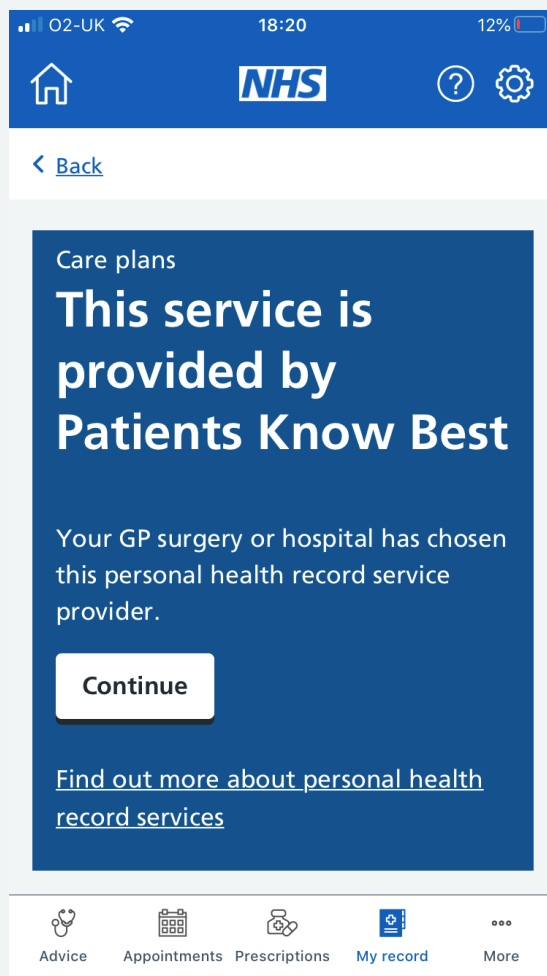 O2-UK 18:20 12%
NHS ?
Back
Care plans
This service is
provided by
Patients Know Best
Your GP surgery or hospital has chosen
this personal health record service
provider.
Continue
Find out more about personal health
record services
Advice Appointments Prescriptions My record More